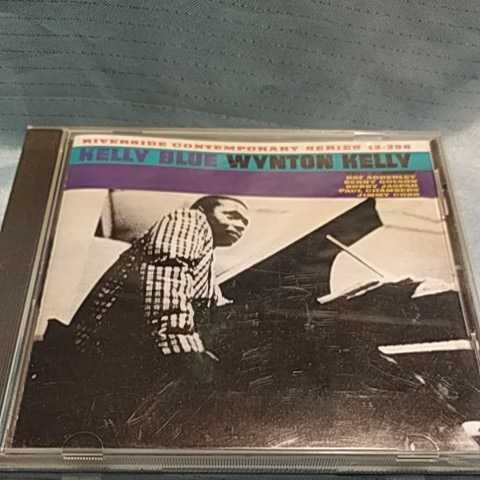 RIVERSIDE CONTEMPORARY SERIES 12-298
KELLY BLUE WYNTON KELLY
NAT ADDERLEY
BENNY GOLSON
BOBBY JASPAR
PAUL CHAMBERS
JIMMY COBB